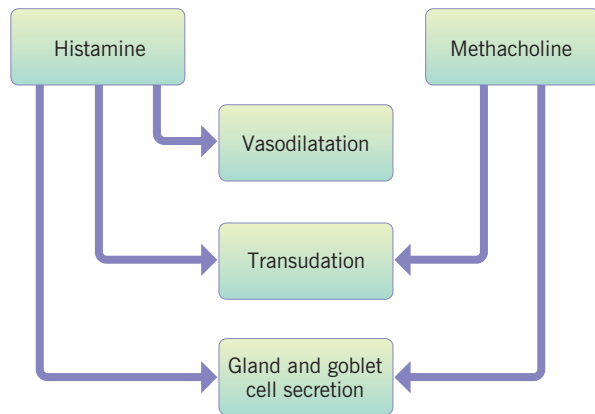 Histamine
Methacholine
Vasodilatation
Transudation
Gland and goblet
cell secretion